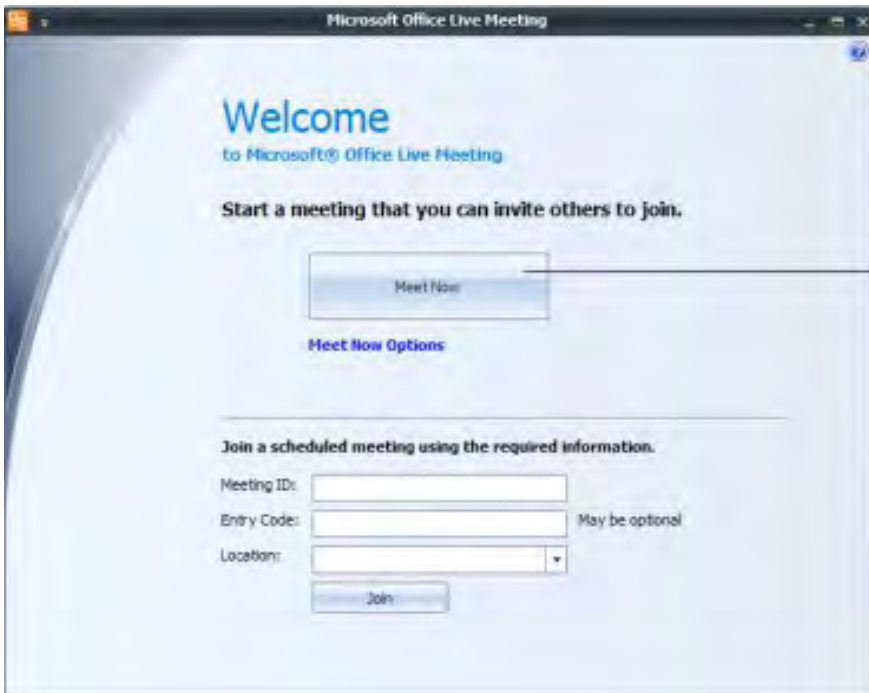 Microsoft Office Live Meeting
Welcome
to Microsoft® Office Live Meeting
Start a meeting that you can invite others to join.
Meet Now
Meet Now Options
Join a scheduled meeting using the required information.
Meeting ID:
Entry Code: May be optional
Location:
Join